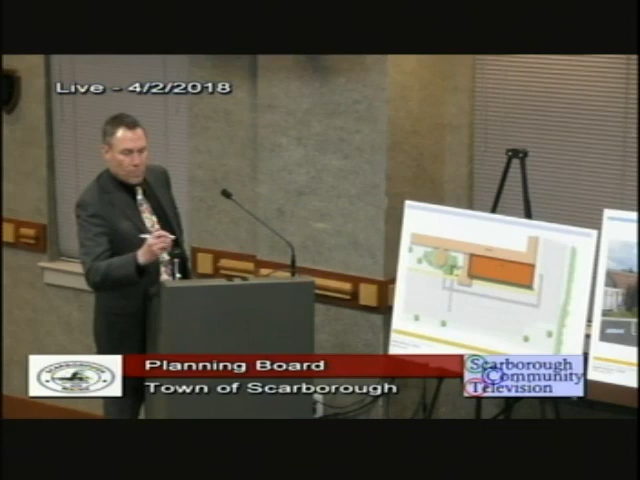 Live - 4/2/2018
Planning Board
Town of Scarborough
Scarborough
Community
Television